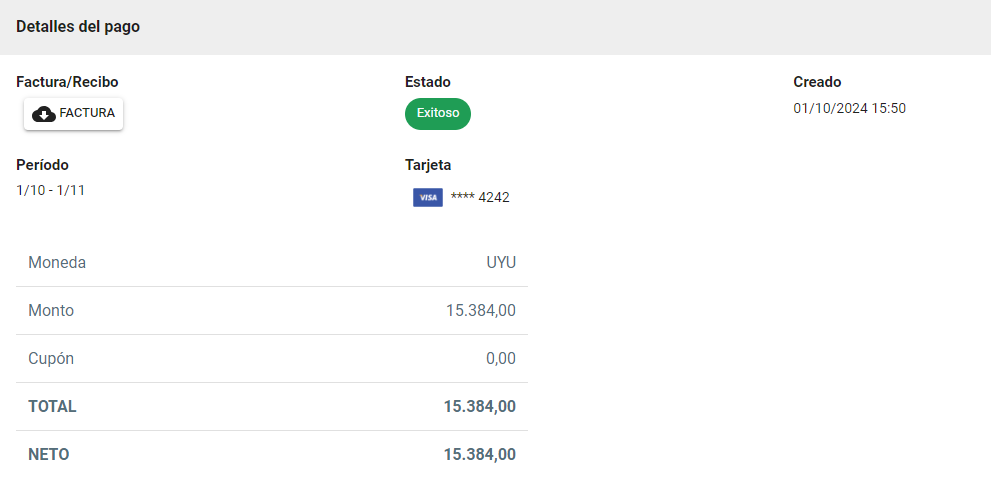 Detalles del pago
Factura/Recibo
FACTURA
Estado
Exitoso
Creado
01/10/2024 15:50
Período
1/10 - 1/11
Tarjeta
VISA **** 4242
Moneda UYU
Monto 15.384,00
Cupón 0,00
TOTAL 15.384,00
NETO 15.384,00